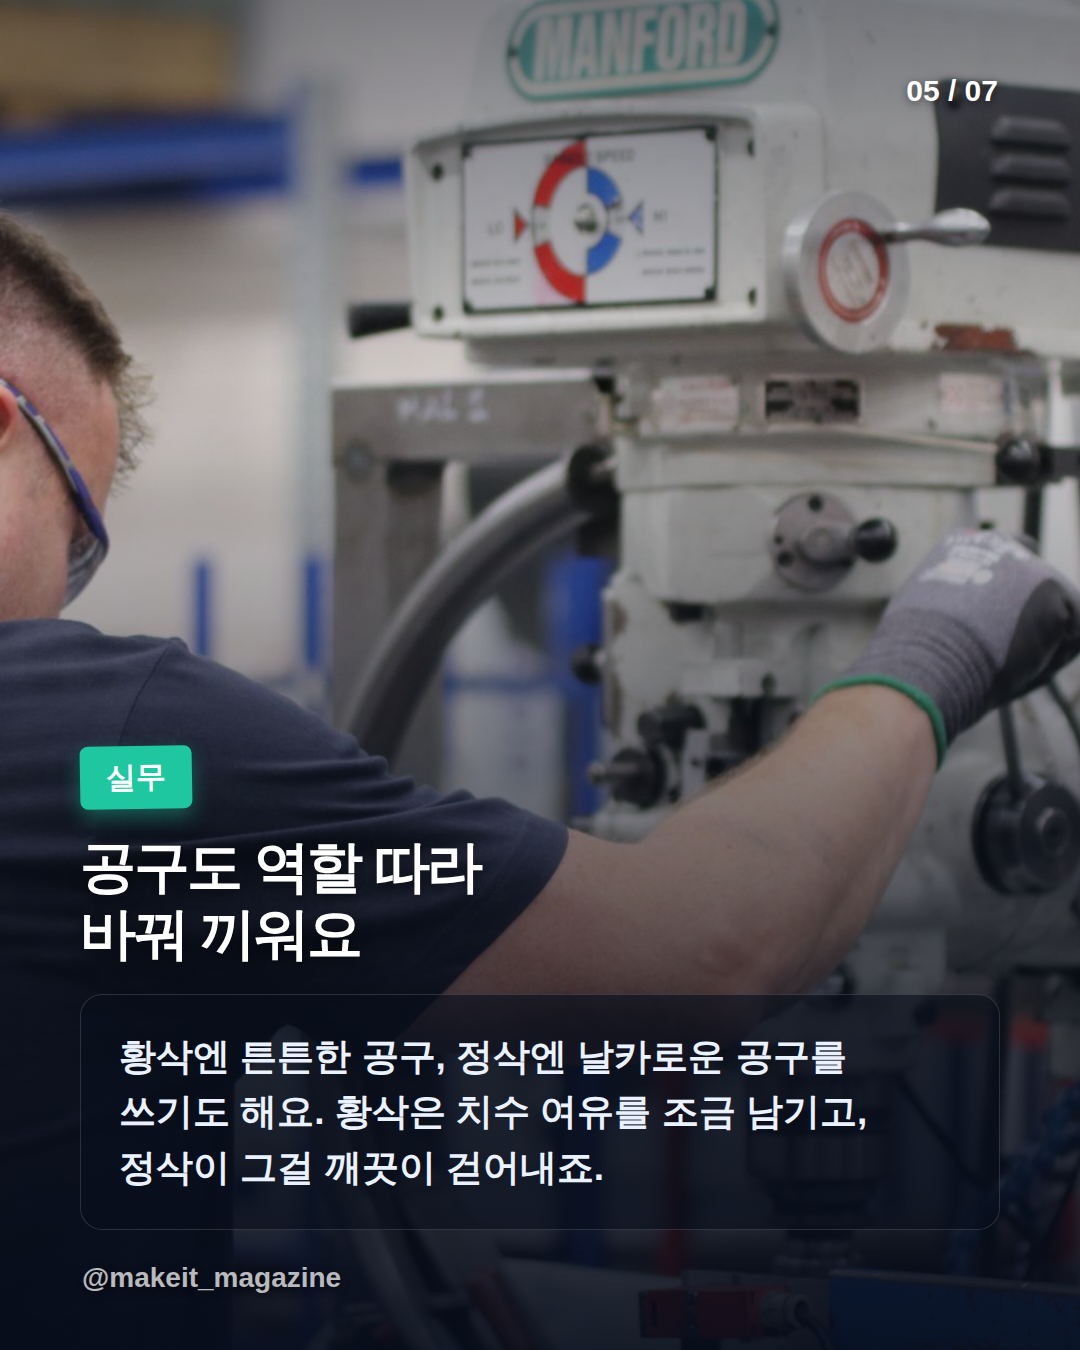 MANFORD
05 / 07
SPEED
LO
HI
실무
공구도 역할 따라
바꿔 끼워요
황삭엔 튼튼한 공구, 정삭엔 날카로운 공구를
쓰기도 해요. 황삭은 치수 여유를 조금 남기고,
정삭이 그걸 깨끗이 걷어내죠.
@makeit_magazine